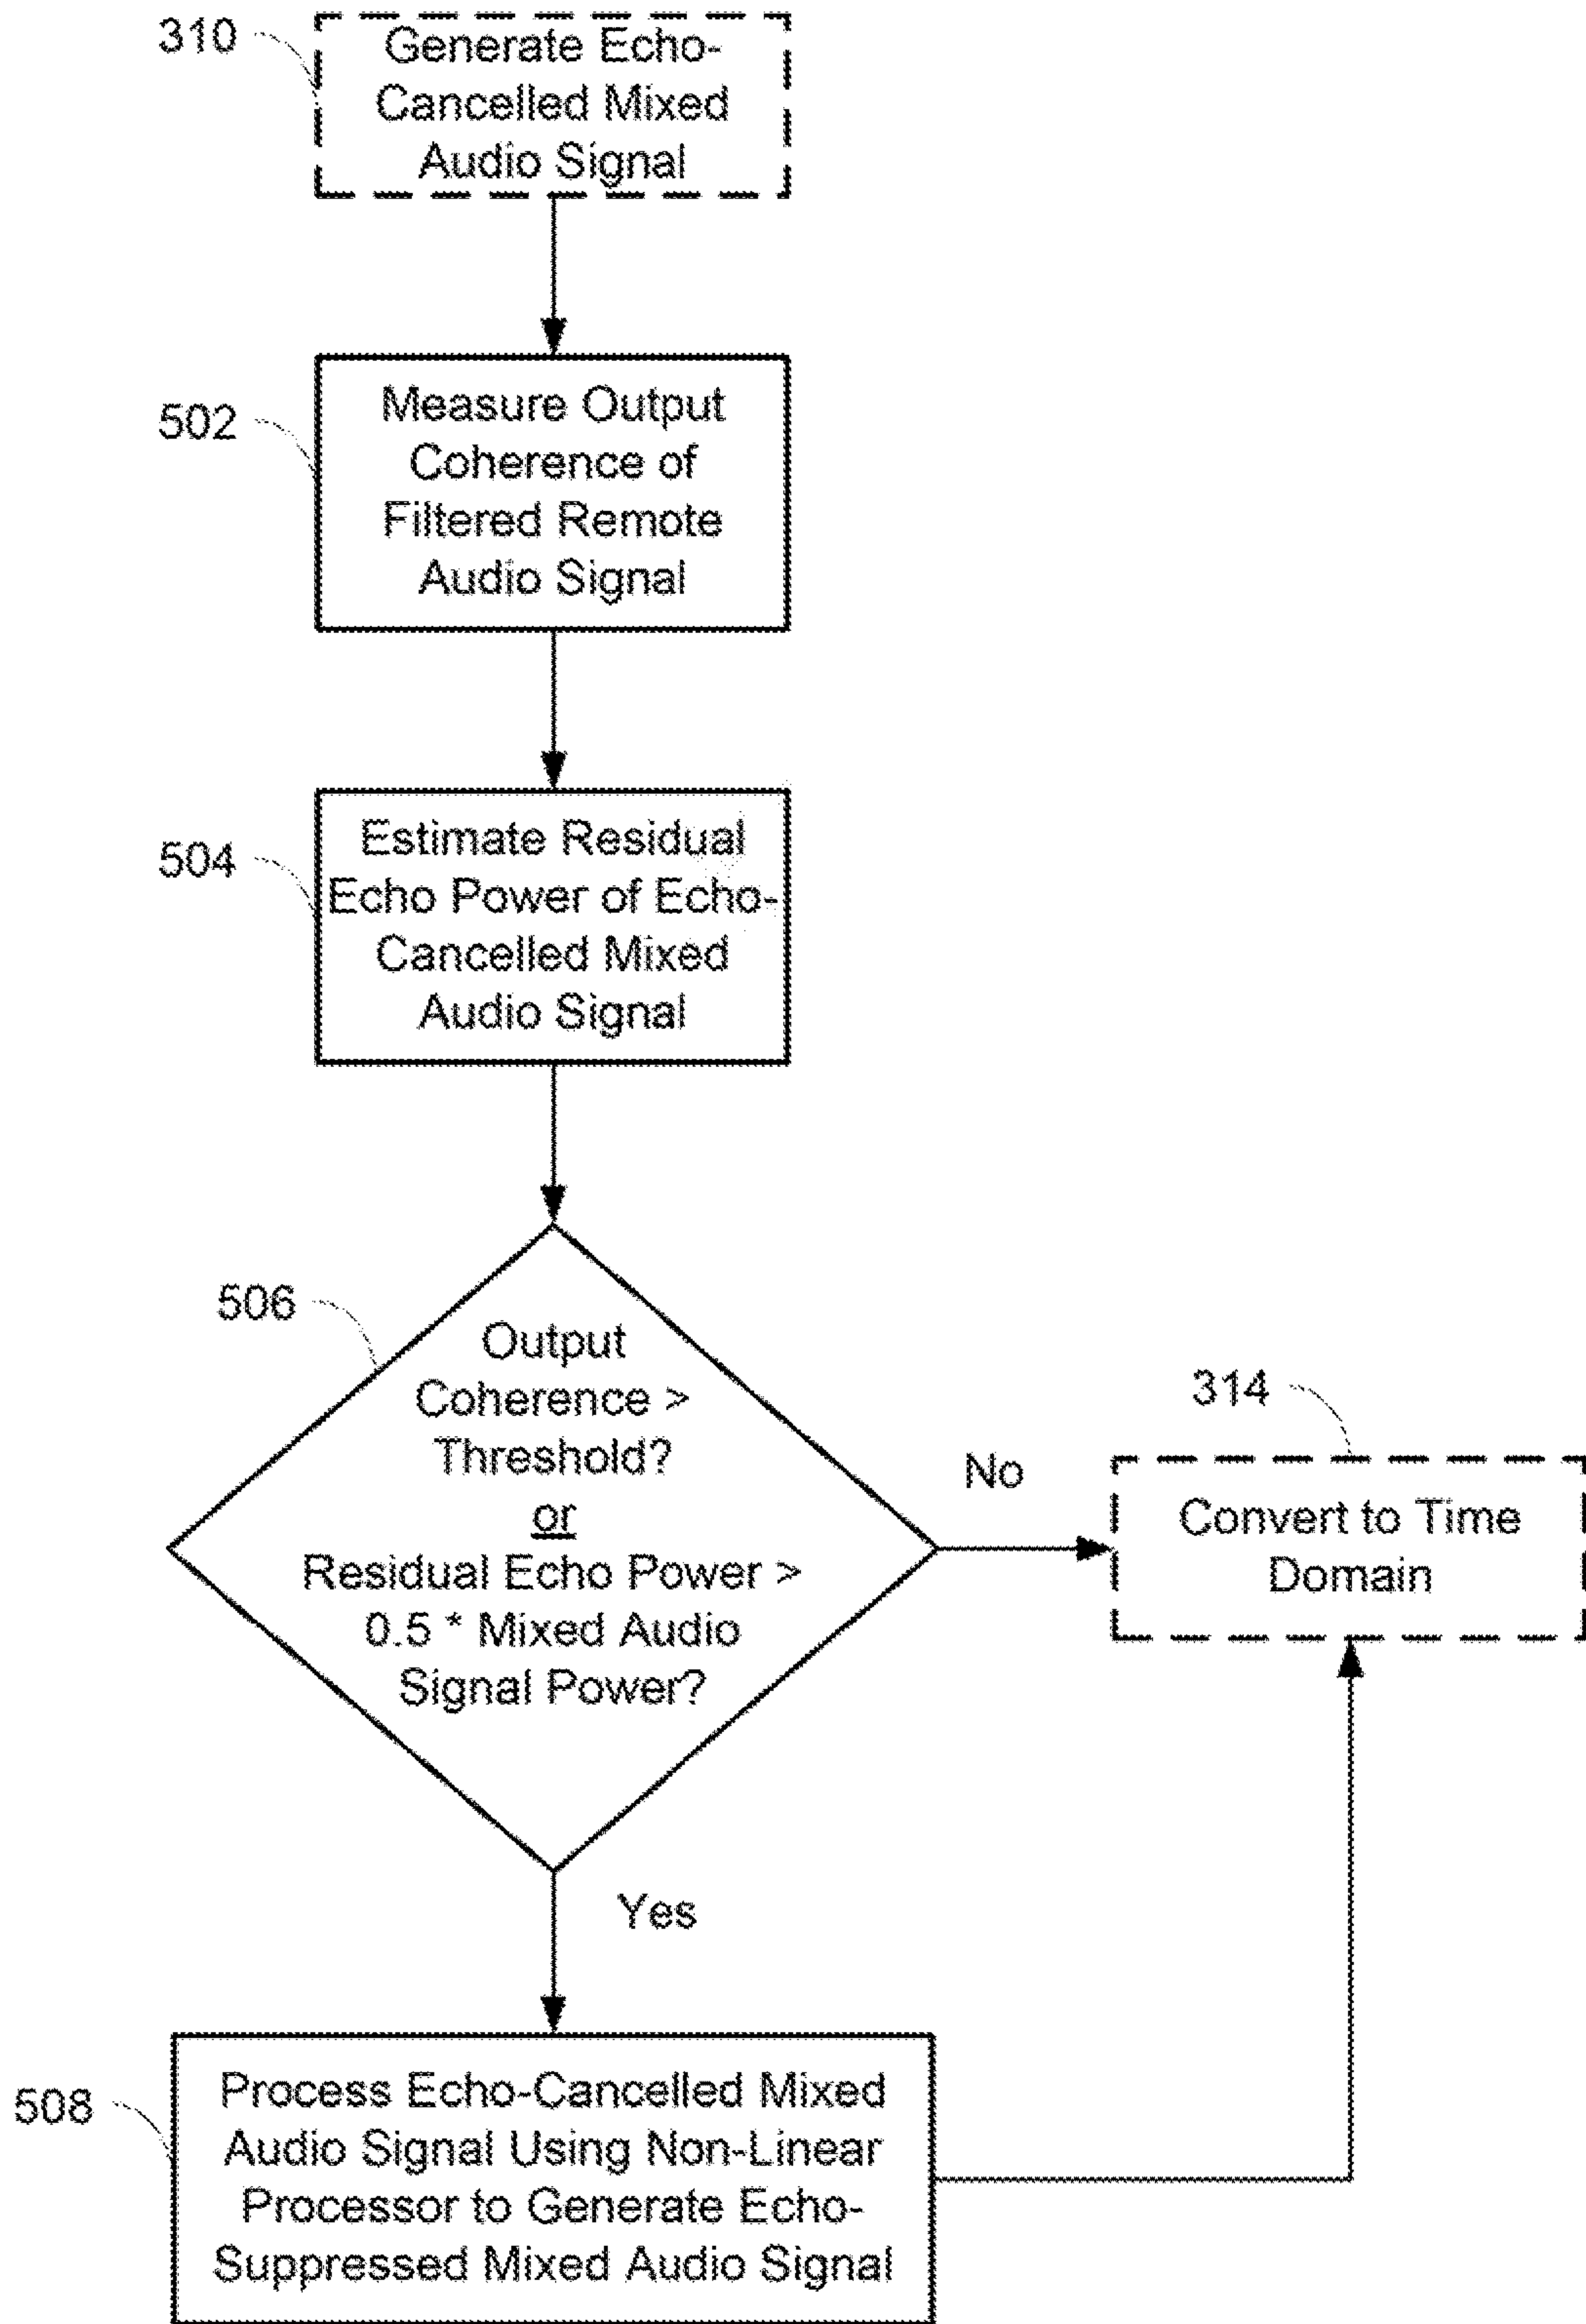 310
Generate Echo-
Cancelled Mixed
Audio Signal
502
Measure Output
Coherence of
Filtered Remote
Audio Signal
504
Estimate Residual
Echo Power of Echo-
Cancelled Mixed
Audio Signal
506
Output
Coherence >
Threshold?
or
Residual Echo Power >
0.5 * Mixed Audio
Signal Power?
No
314
Convert to Time
Domain
Yes
508
Process Echo-Cancelled Mixed
Audio Signal Using Non-Linear
Processor to Generate Echo-
Suppressed Mixed Audio Signal